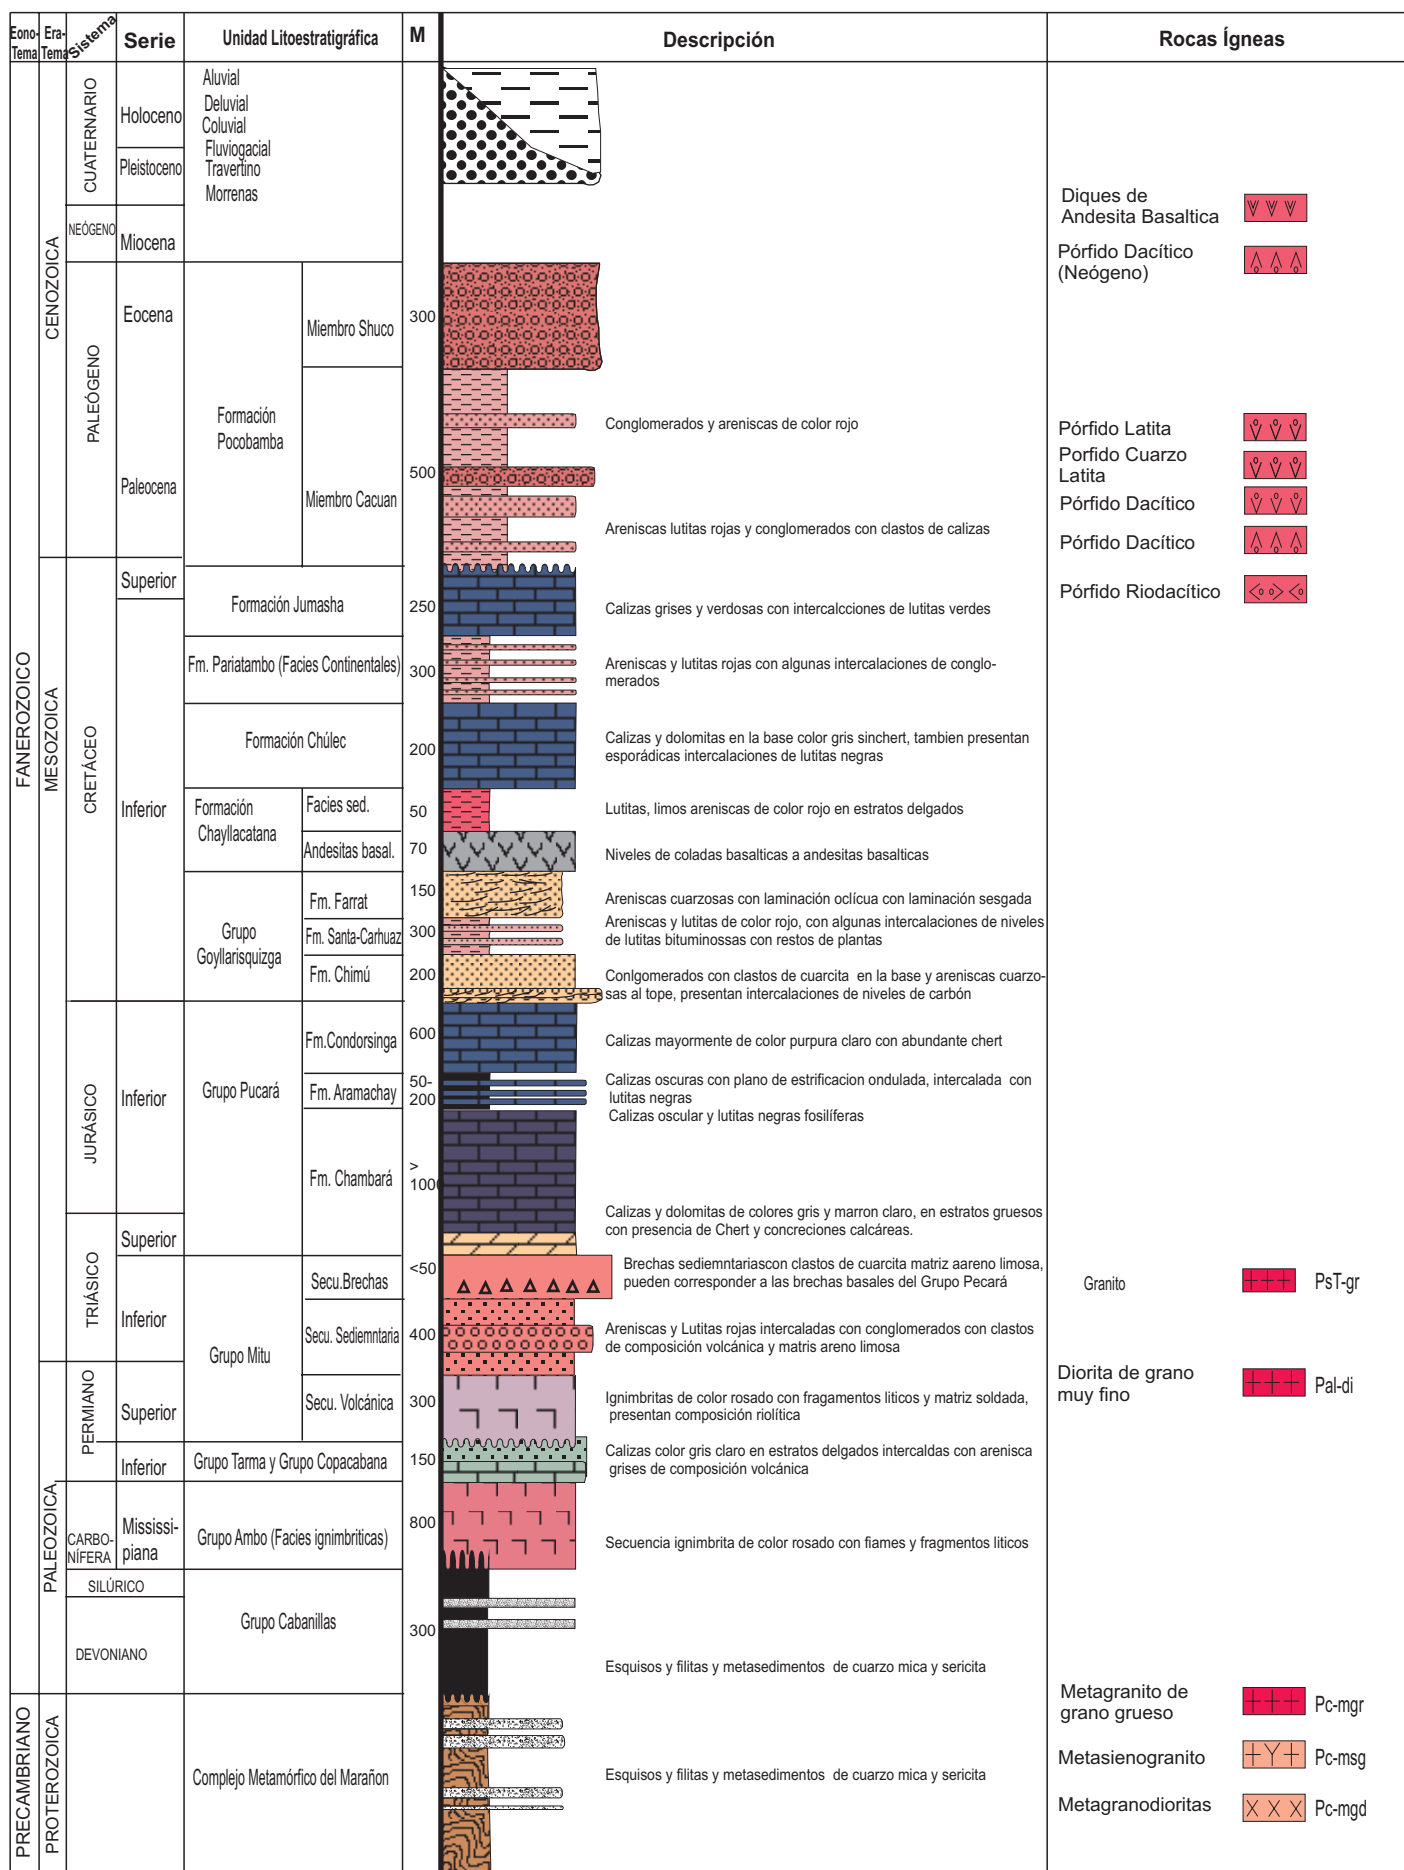 Eono-
Tema
Era-
Tema
Sistema
Serie
Unidad Litoestratigráfica
M
Descripción
Rocas Ígneas
FANEROZOICO
CENOZOICA
CUATERNARIO
Holoceno
Pleistoceno
Aluvial
Deluvial
Coluvial
Fluviogacial
Travertino
Morrenas
NEÓGENO
Miocena
Diques de
Andesita Basaltica
Pórfido Dacítico
(Neógeno)
PALEÓGENO
Eocena
Paleocena
Formación
Pocobamba
Miembro Shuco
300
Miembro Cacuan
500
Conglomerados y areniscas de color rojo
Areniscas lutitas rojas y conglomerados con clastos de calizas
Pórfido Latita
Porfido Cuarzo
Latita
Pórfido Dacítico
Pórfido Dacítico
Pórfido Riodacítico
MESOZOICA
CRETÁCEO
Superior
Formación Jumasha
250
Calizas grises y verdosas con intercalcciones de lutitas verdes
Fm. Pariatambo (Facies Continentales)
300
Areniscas y lutitas rojas con algunas intercalaciones de conglo-
merados
Inferior
Formación Chúlec
200
Calizas y dolomitas en la base color gris sinchert, tambien presentan
esporádicas intercalaciones de lutitas negras
Formación
Chayllacatana
Facies sed.
50
Lutitas, limos areniscas de color rojo en estratos delgados
Andesitas basal.
70
Niveles de coladas basalticas a andesitas basalticas
Grupo
Goyllarisquizga
Fm. Farrat
150
Areniscas cuarzosas con laminación oclícua con laminación sesgada
Fm. Santa-Carhuaz
300
Areniscas y lutitas de color rojo, con algunas intercalaciones de niveles
de lutitas bituminossas con restos de plantas
Fm. Chimú
200
Conlgomerados con clastos de cuarcita en la base y areniscas cuarzo-
sas al tope, presentan intercalaciones de niveles de carbón
JURÁSICO
Inferior
Grupo Pucará
Fm.Condorsinga
600
Calizas mayormente de color purpura claro con abundante chert
Fm. Aramachay
50-
200
Calizas oscuras con plano de estrificacion ondulada, intercalada con
lutitas negras
Calizas oscular y lutitas negras fosilíferas
Fm. Chambará
>
1000
Calizas y dolomitas de colores gris y marron claro, en estratos gruesos
con presencia de Chert y concreciones calcáreas.
TRIÁSICO
Superior
Inferior
Grupo Mitu
Secu.Brechas
<50
Brechas sediemntariascon clastos de cuarcita matriz aareno limosa,
pueden corresponder a las brechas basales del Grupo Pecará
Granito
PsT-gr
Secu. Sediemntaria
400
Areniscas y Lutitas rojas intercaladas con conglomerados con clastos
de composición volcánica y matris areno limosa
PALEOZOICA
PERMIANO
Superior
Secu. Volcánica
300
Ignimbritas de color rosado con fragamentos liticos y matriz soldada,
presentan composición riolítica
Diorita de grano
muy fino
Pal-di
Inferior
Grupo Tarma y Grupo Copacabana
150
Calizas color gris claro en estratos delgados intercaldas con arenisca
grises de composición volcánica
CARBO-
NÍFERA
Mississi-
piana
Grupo Ambo (Facies ignimbriticas)
800
Secuencia ignimbrita de color rosado con fiames y fragmentos liticos
SILÚRICO
DEVONIANO
Grupo Cabanillas
300
Esquisos y filitas y metasedimentos de cuarzo mica y sericita
PRECAMBRIANO
PROTEROZOICA
Complejo Metamórfico del Marañon
Esquisos y filitas y metasedimentos de cuarzo mica y sericita
Metagranito de
grano grueso
Pc-mgr
Metasienogranito
Pc-msg
Metagranodioritas
Pc-mgd